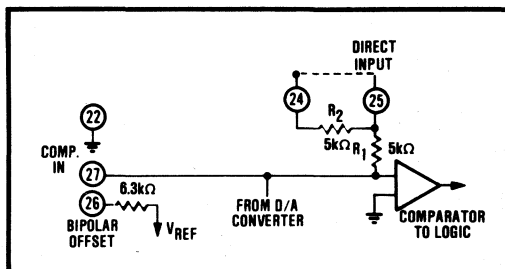 DIRECT
INPUT
24
25
R2
5kΩ
R1
5kΩ
22
COMP.
IN
27
6.3kΩ
26
BIPOLAR
OFFSET
VREF
FROM D/A
CONVERTER
COMPARATOR
TO LOGIC